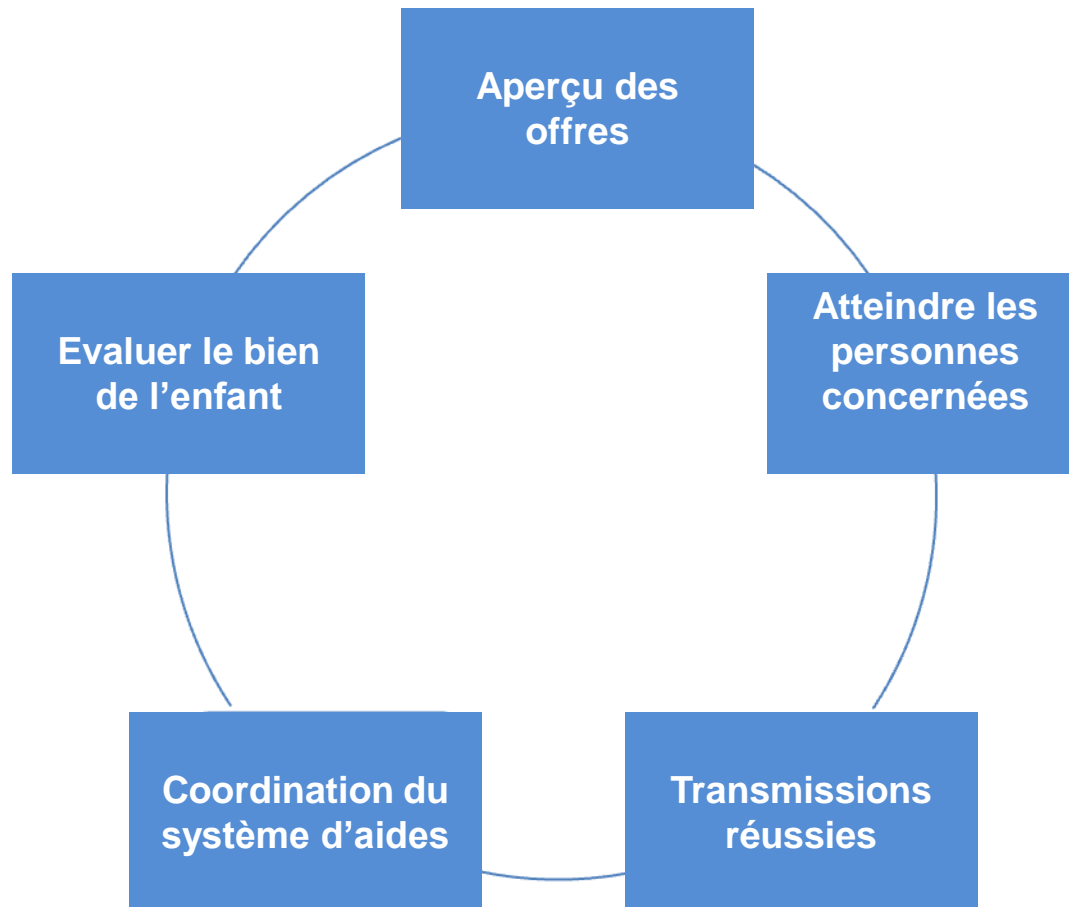 Aperçu des
offres
Atteindre les
personnes
concernées
Transmissions
réussies
Coordination du
système d’aides
Evaluer le bien
de l’enfant